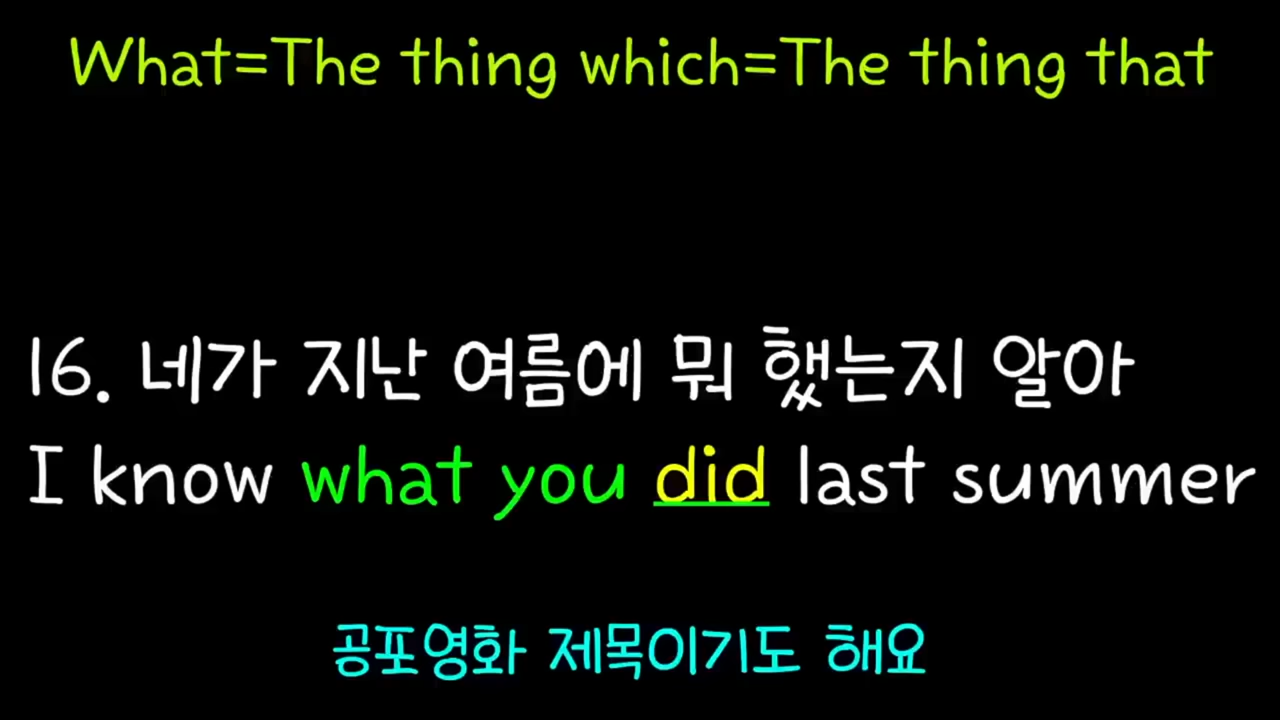 What=The thing which=The thing that
16. 네가 지난 여름에 뭐 했는지 알아
I know what you did last summer
공포영화 제목이기도 해요